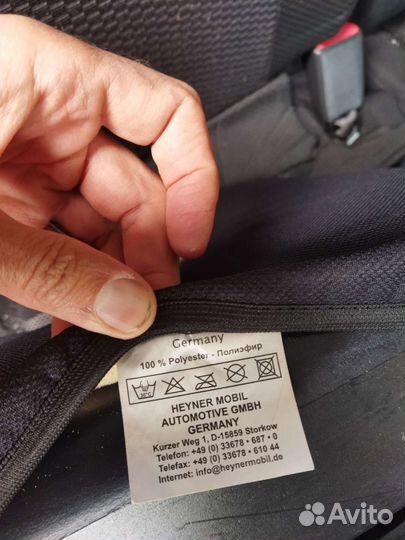 Germany
100 % Polyester - Полиэфир
30°C
HEYNER MOBIL
AUTOMOTIVE GMBH
GERMANY
Kurzer Weg 1, D-15859 Storkow
Telefon: +49 (0) 33678 • 687 • 0
Telefax: +49 (0) 33678 • 610 44
Internet: info@heynermobil.de
Avito